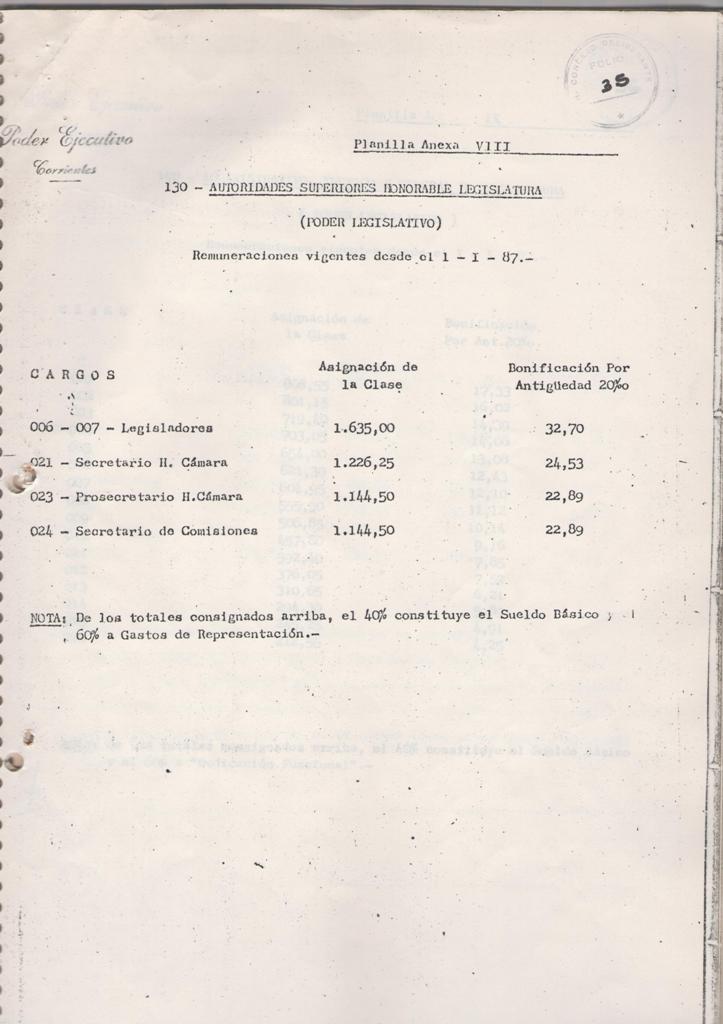 CONCEJO DELIBERANTE
FOLIO
35
Poder Ejecutivo
Corrientes
Planilla Anexa VIII
130 - AUTORIDADES SUPERIORES HONORABLE LEGISLATURA
(PODER LEGISLATIVO)
Remuneraciones vigentes desde el 1 - I - 87.-
CARGOS Asignación de la Clase Bonificación Por Antigüedad 20%o
006 - 007 - Legisladores 1.635,00 32,70
021 - Secretario H. Cámara 1.226,25 24,53
023 - Prosecretario H.Cámara 1.144,50 22,89
024 - Secretario de Comisiones 1.144,50 22,89
NOTA: De los totales consignados arriba, el 40% constituye el Sueldo Básico y
60% a Gastos de Representación.-